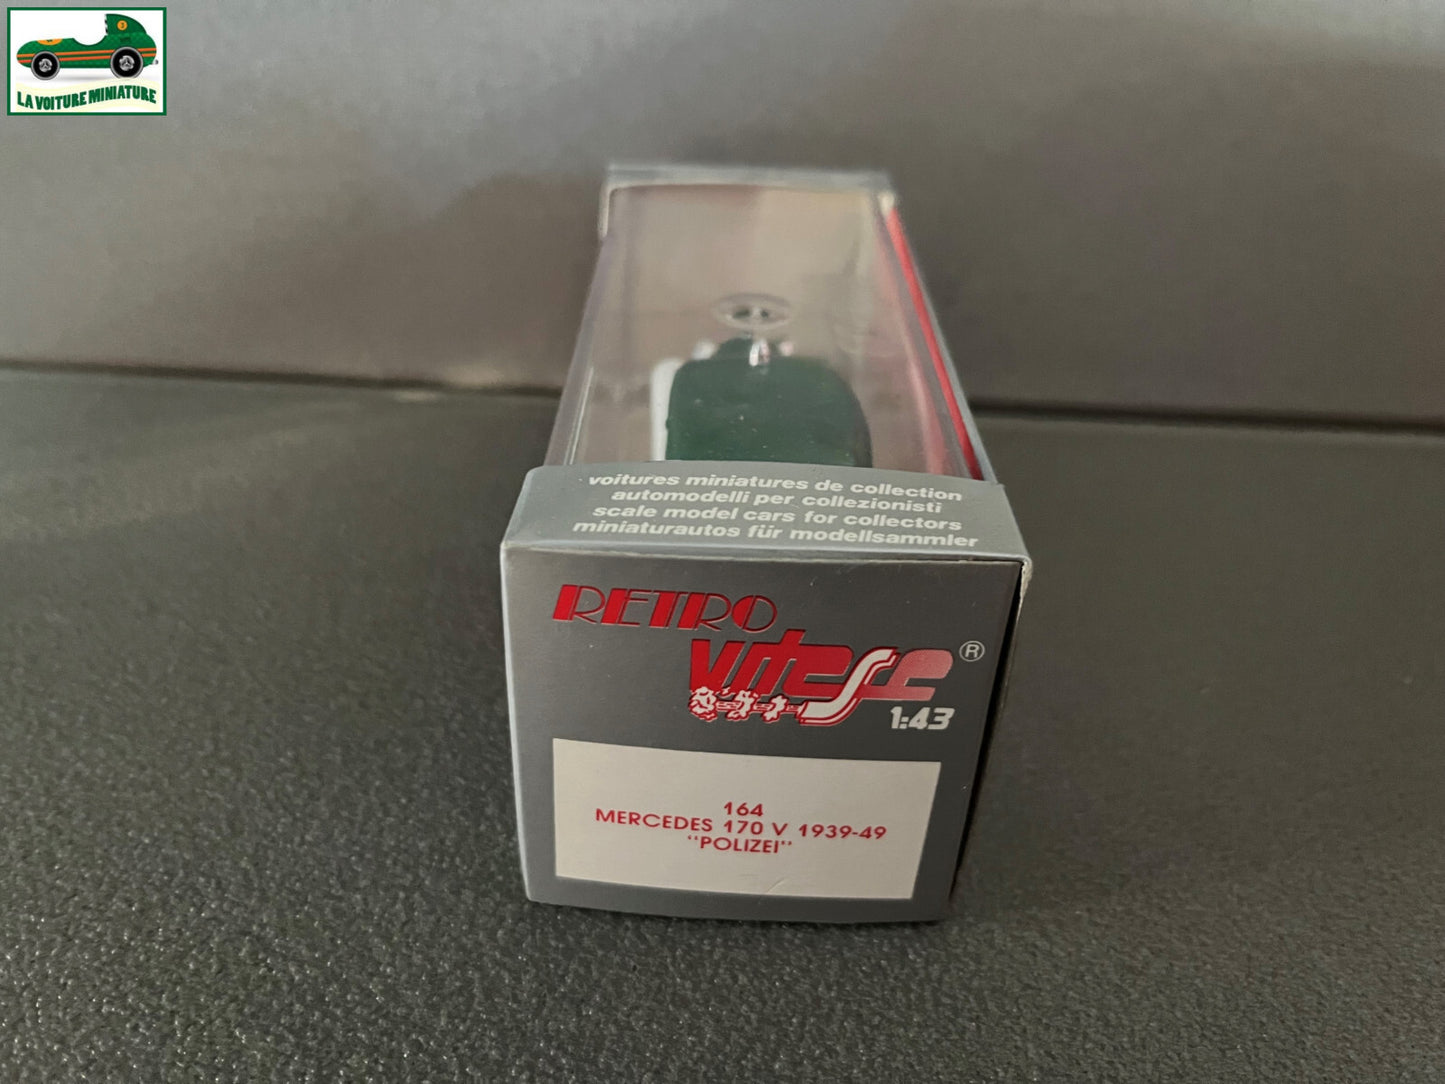 3
LA VOITURE MINIATURE
voitures miniatures de collection
automodelli per collezionisti
scale model cars for collectors
miniaturautos für modellsammler
RETRO
Vitesse ®
1:43
164
MERCEDES 170 V 1939-49
"POLIZEI"